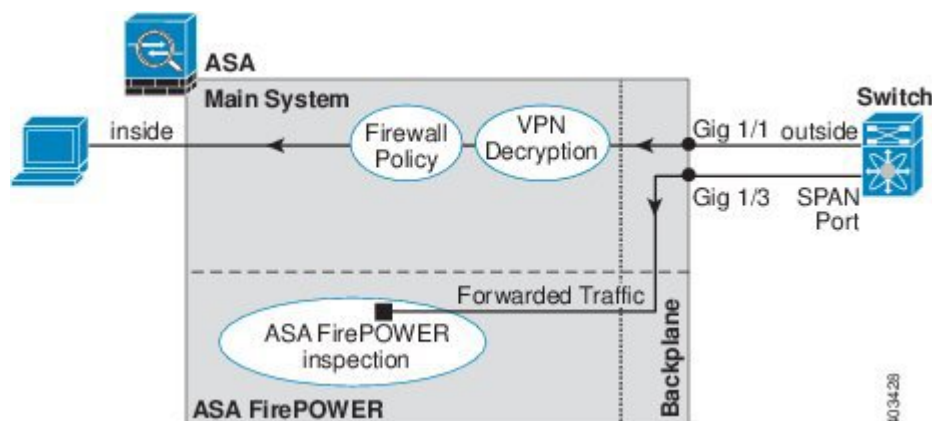 ASA
Main System
Switch
inside
Firewall
Policy
VPN
Decryption
Gig 1/1
outside
Gig 1/3
SPAN
Port
Forwarded Traffic
ASA FirePOWER
inspection
Backplane
ASA FirePOWER
403428